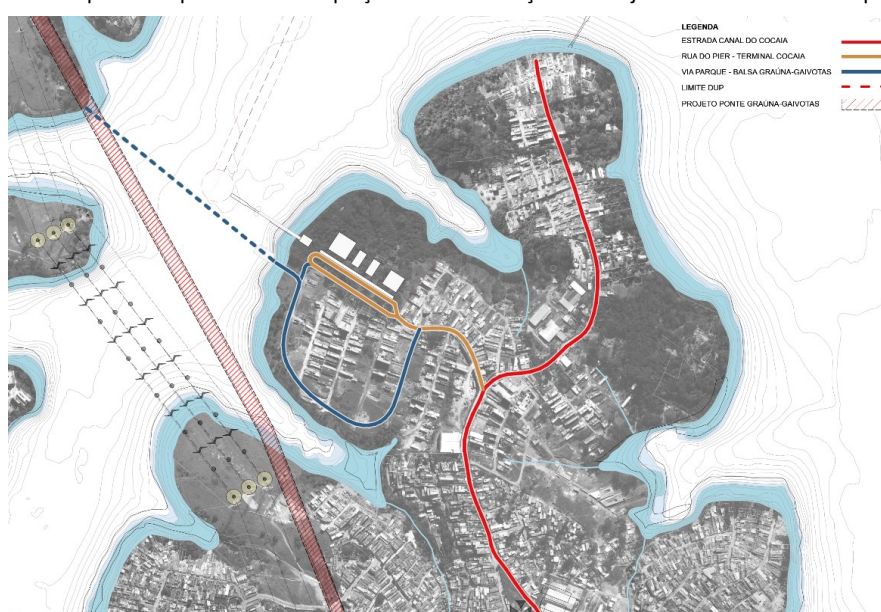 LEGENDA
ESTRADA CANAL DO COCAIA
RUA DO PIER - TERMINAL COCAIA
VIA PARQUE - BALSA GRAÚNA-GAIVOTAS
LIMITE DUP
PROJETO PONTE GRAÚNA-GAIVOTAS